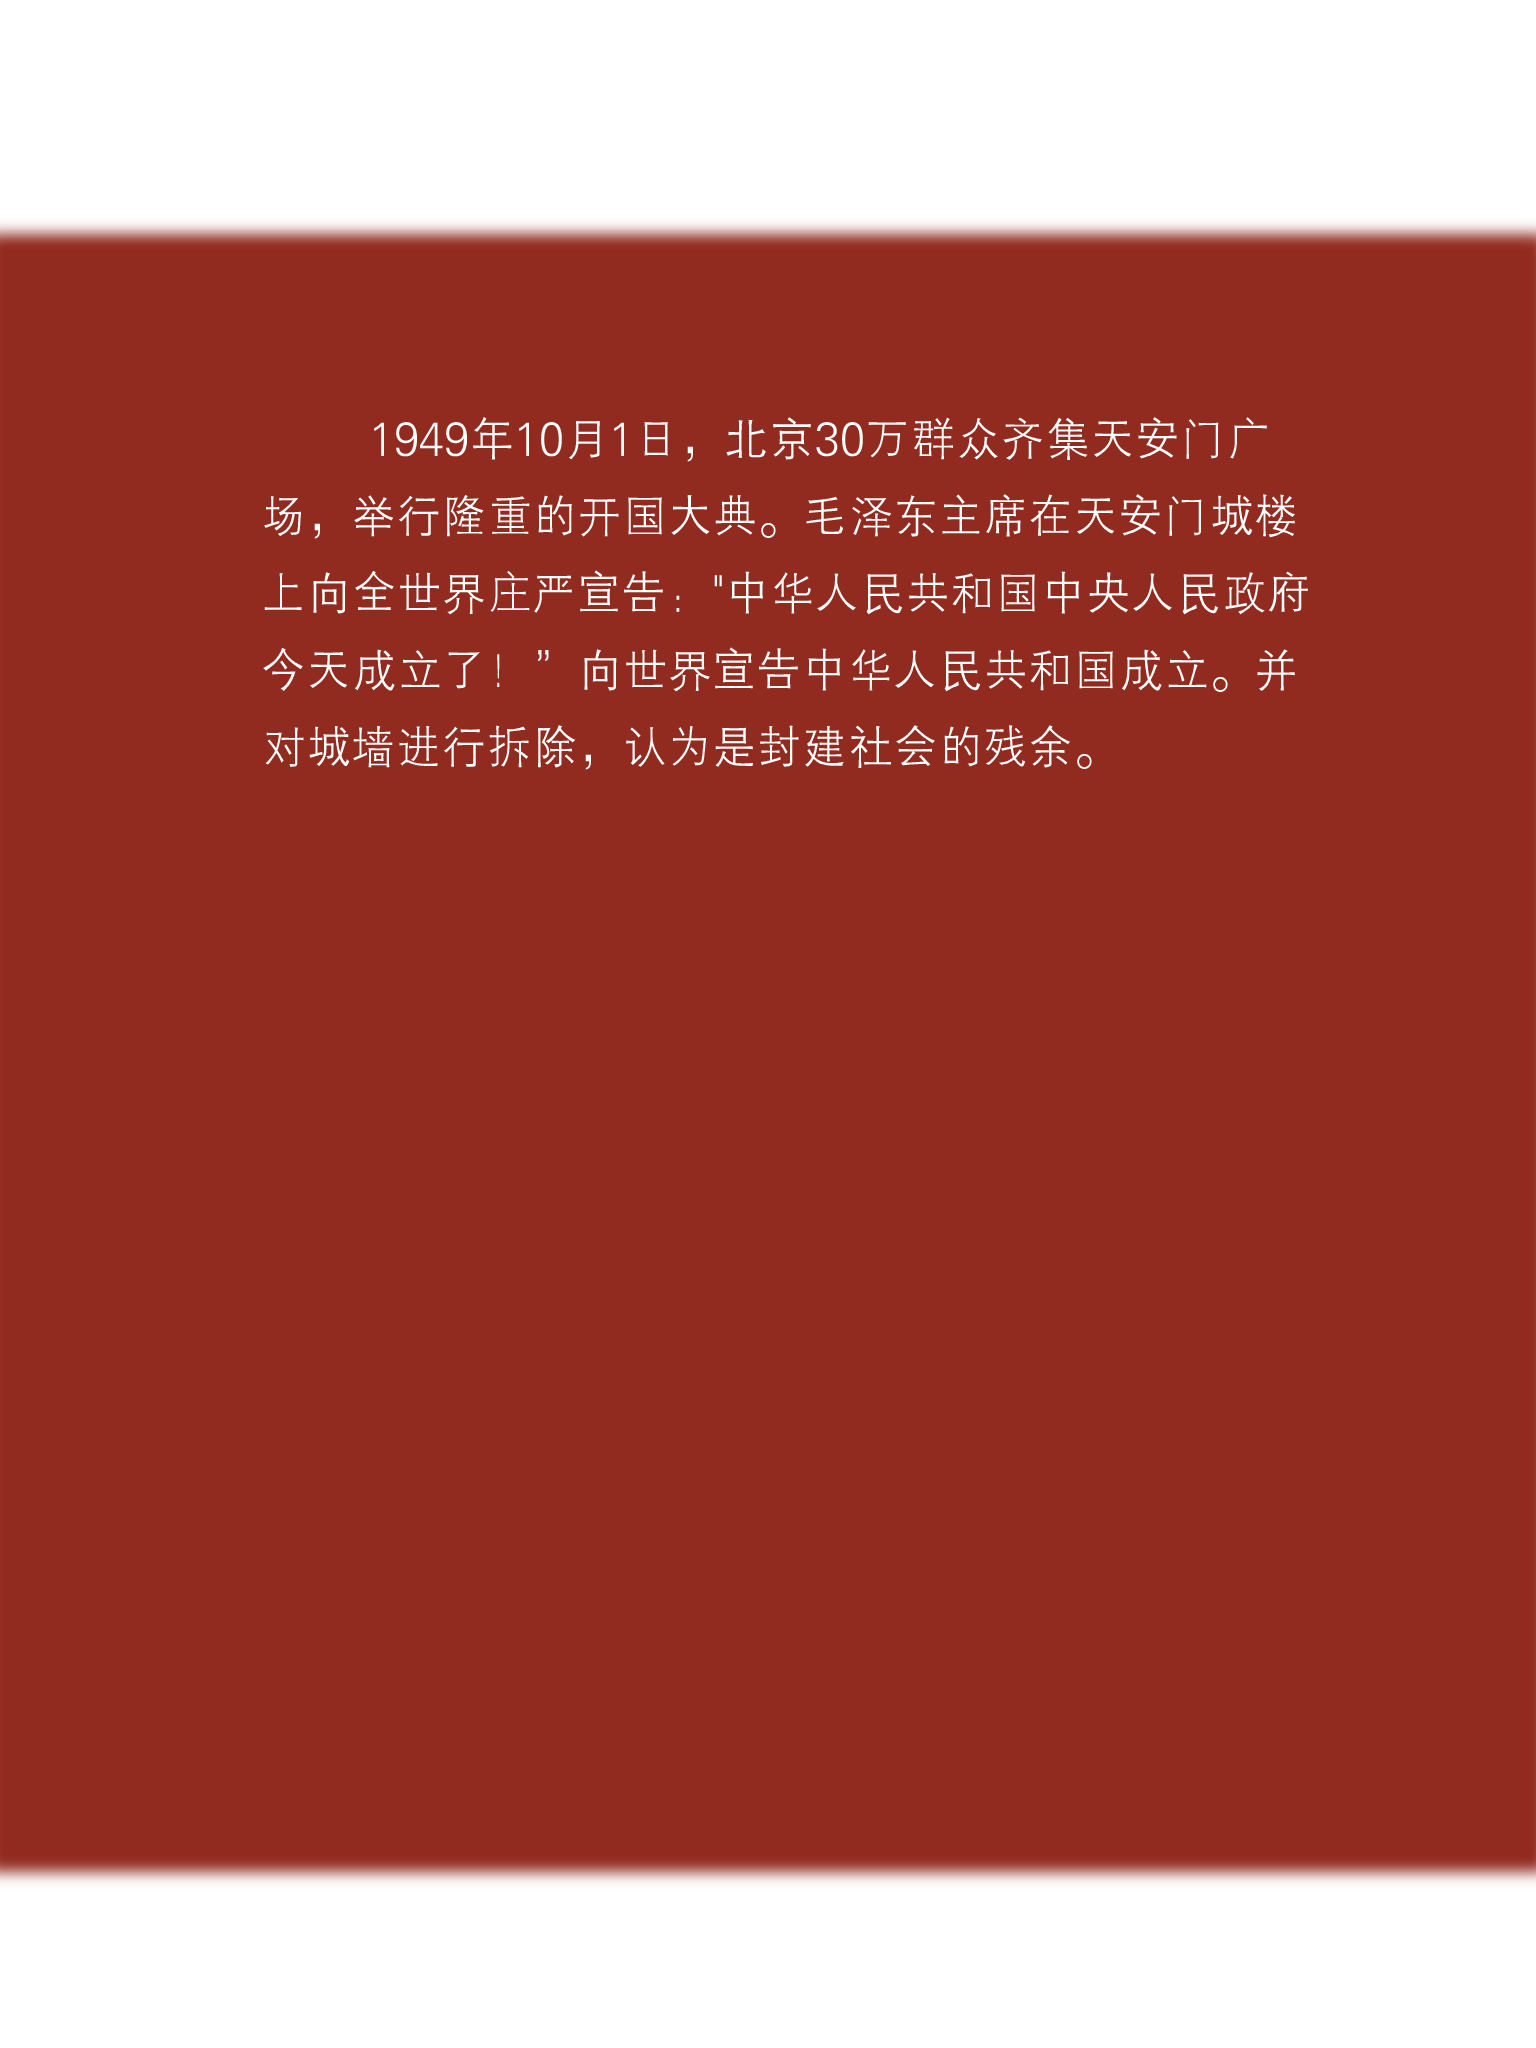 1949年10月1日，北京30万群众齐集天安门广
场，举行隆重的开国大典。毛泽东主席在天安门城楼
上向全世界庄严宣告："中华人民共和国中央人民政府
今天成立了！”向世界宣告中华人民共和国成立。并
对城墙进行拆除，认为是封建社会的残余。